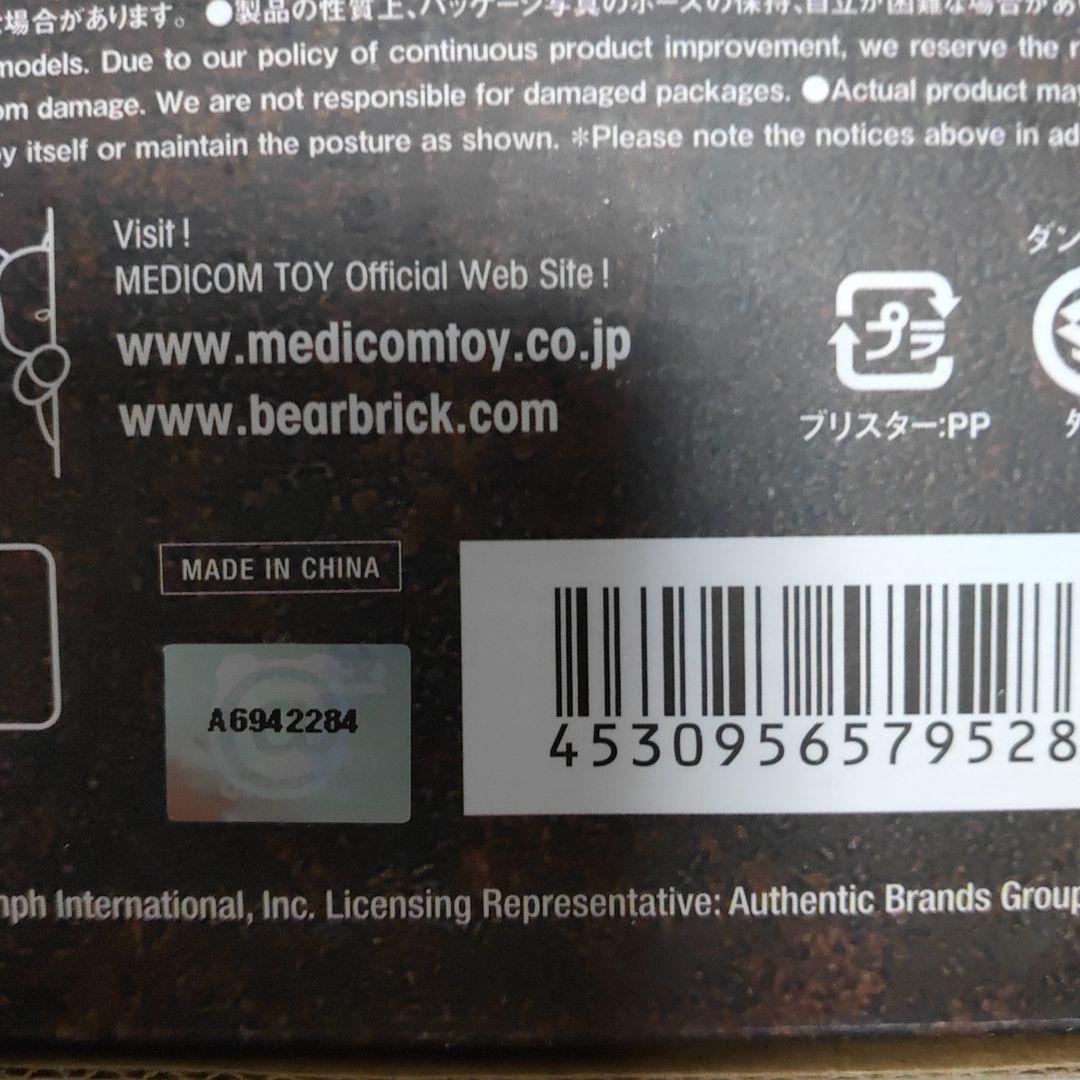 場合があります。 ●製品の性質上、パッケージ写真のポーズの保持、自立が困難な場合があ
models. Due to our policy of continuous product improvement, we reserve the
om damage. We are not responsible for damaged packages. ●Actual product may
by itself or maintain the posture as shown. ＊Please note the notices above in ad
Visit !
MEDICOM TOY Official Web Site !
www.medicomtoy.co.jp
www.bearbrick.com
ダン
プラ
ブリスター:PP
MADE IN CHINA
A6942284
4530956579528
mph International, Inc. Licensing Representative: Authentic Brands Group